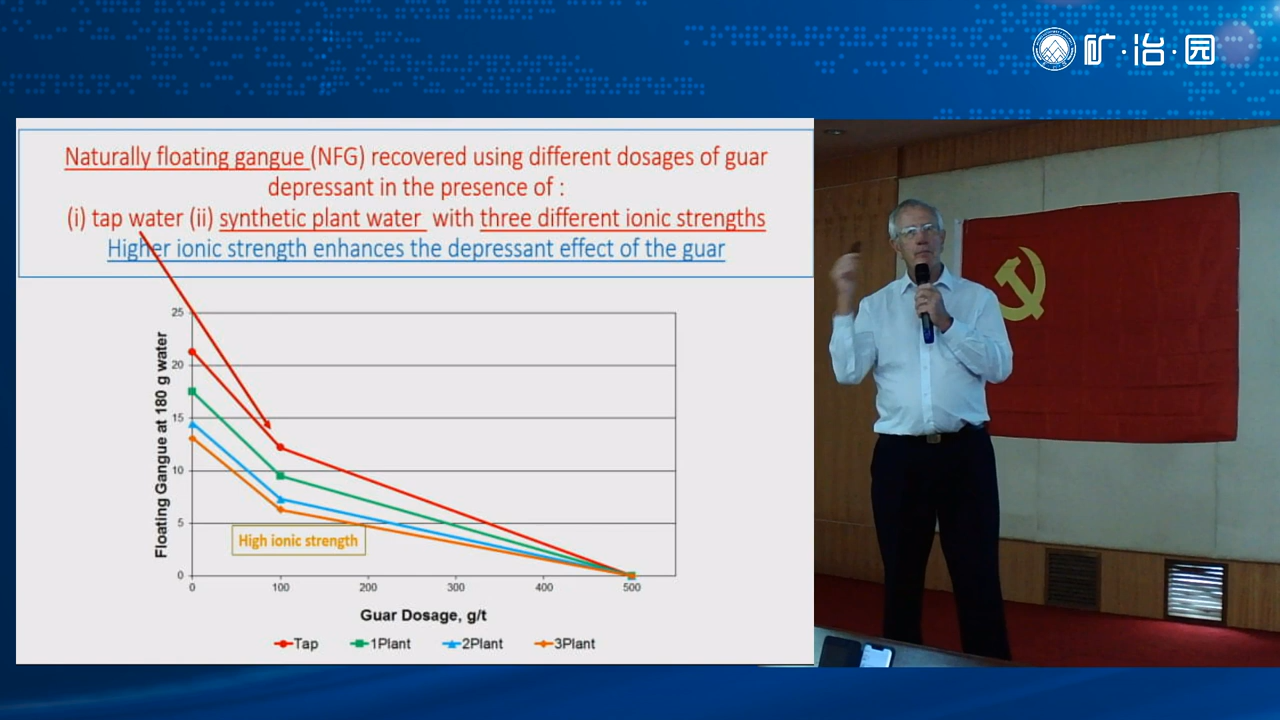 矿·冶·园
Naturally floating gangue (NFG) recovered using different dosages of guar
depressant in the presence of :
(i) tap water (ii) synthetic plant water with three different ionic strengths
Higher ionic strength enhances the depressant effect of the guar
25
20
15
10
5
0
Floating Gangue at 180 g water
High ionic strength
0 100 200 300 400 500
Guar Dosage, g/t
Tap 1Plant 2Plant 3Plant